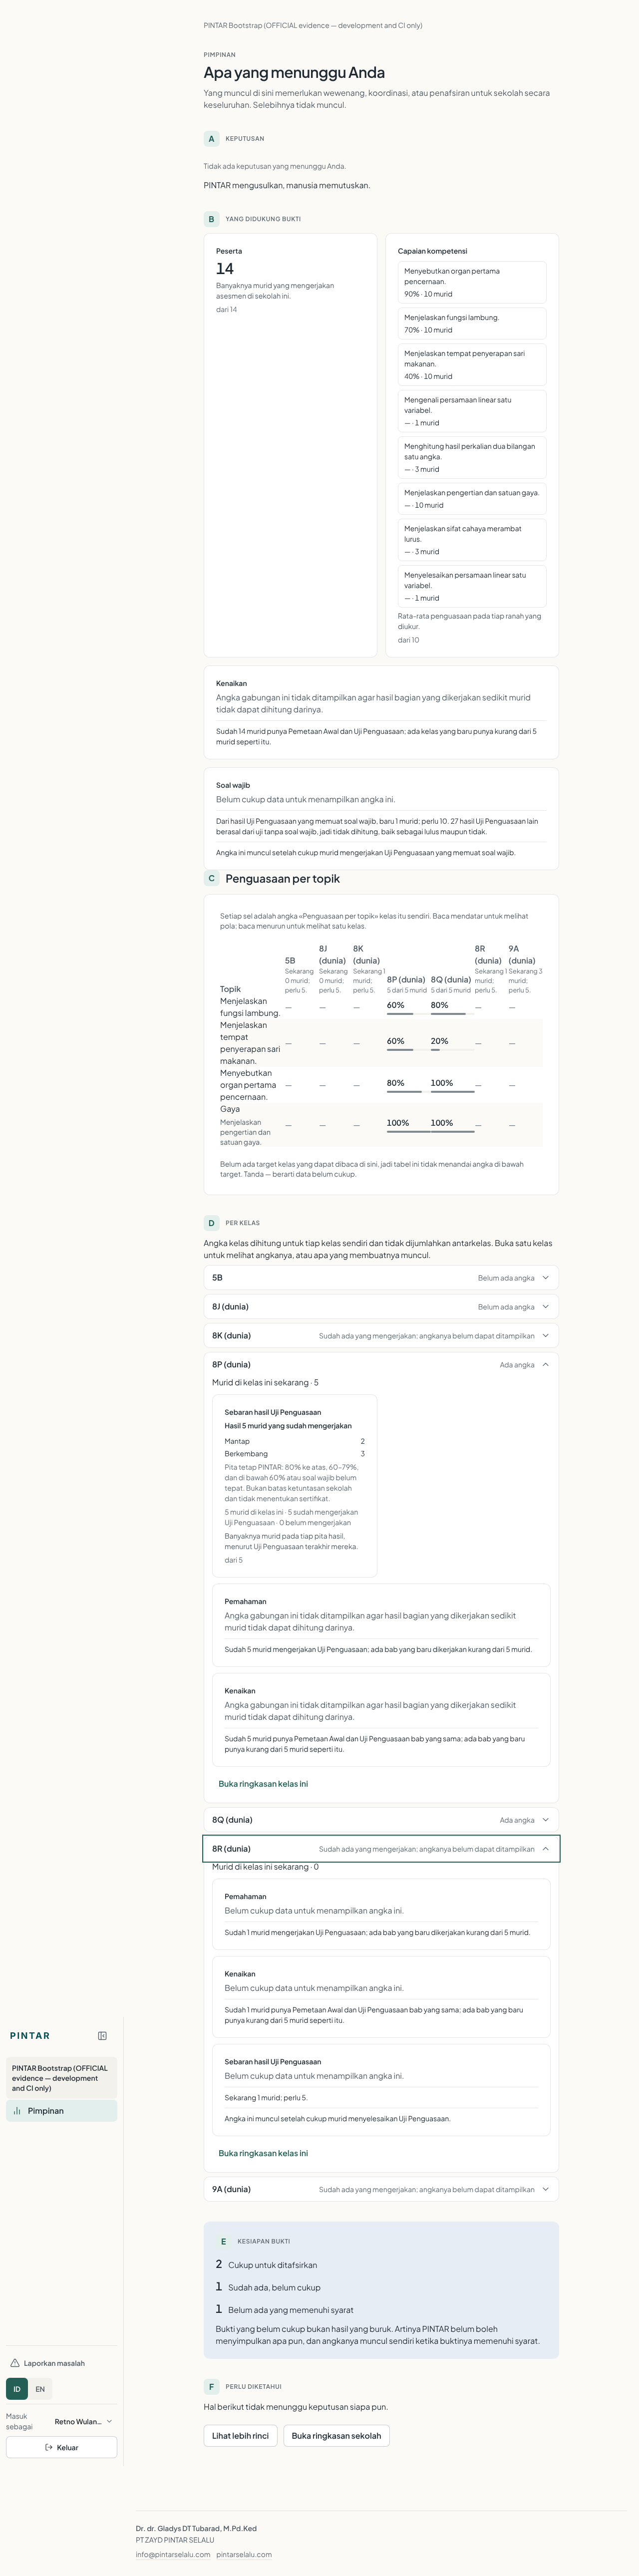 PINTAR Bootstrap (OFFICIAL evidence — development and CI only)
PIMPINAN
Apa yang menunggu Anda
Yang muncul di sini memerlukan wewenang, koordinasi, atau penafsiran untuk sekolah secara
keseluruhan. Selebihnya tidak muncul.
A KEPUTUSAN
Tidak ada keputusan yang menunggu Anda.
PINTAR mengusulkan, manusia memutuskan.
B YANG DIDUKUNG BUKTI
Peserta
14
Banyaknya murid yang mengerjakan
asesmen di sekolah ini.
dari 14
Capaian kompetensi
Menyebutkan organ pertama
pencernaan.
90% · 10 murid
Menjelaskan fungsi lambung.
70% · 10 murid
Menjelaskan tempat penyerapan sari
makanan.
40% · 10 murid
Mengenali persamaan linear satu
variabel.
— · 1 murid
Menghitung hasil perkalian dua bilangan
satu angka.
— · 3 murid
Menjelaskan pengertian dan satuan gaya.
— · 10 murid
Menjelaskan sifat cahaya merambat
lurus.
— · 3 murid
Menyelesaikan persamaan linear satu
variabel.
— · 1 murid
Rata-rata penguasaan pada tiap ranah yang
diukur.
dari 10
Kenaikan
Angka gabungan ini tidak ditampilkan agar hasil bagian yang dikerjakan sedikit murid
tidak dapat dihitung darinya.
Sudah 14 murid punya Pemetaan Awal dan Uji Penguasaan; ada kelas yang baru punya kurang dari 5
murid seperti itu.
Soal wajib
Belum cukup data untuk menampilkan angka ini.
Dari hasil Uji Penguasaan yang memuat soal wajib, baru 1 murid; perlu 10. 27 hasil Uji Penguasaan lain
berasal dari uji tanpa soal wajib, jadi tidak dihitung, baik sebagai lulus maupun tidak.
Angka ini muncul setelah cukup murid mengerjakan Uji Penguasaan yang memuat soal wajib.
C Penguasaan per topik
Setiap sel adalah angka «Penguasaan per topik» kelas itu sendiri. Baca mendatar untuk melihat
pola; baca menurun untuk melihat satu kelas.
Topik
5B
Sekarang
0 murid;
perlu 5.
8J
(dunia)
Sekarang
0 murid;
perlu 5.
8K
(dunia)
Sekarang 1
murid;
perlu 5.
8P (dunia)
5 dari 5 murid
8Q (dunia)
5 dari 5 murid
8R
(dunia)
Sekarang 1
murid;
perlu 5.
9A
(dunia)
Sekarang 3
murid;
perlu 5.
Menjelaskan
fungsi lambung.
— — — 60% 80% — —
Menjelaskan
tempat
penyerapan sari
makanan.
— — — 60% 20% — —
Menyebutkan
organ pertama
pencernaan.
— — — 80% 100% — —
Gaya
Menjelaskan
pengertian dan
satuan gaya.
— — — 100% 100% — —
Belum ada target kelas yang dapat dibaca di sini, jadi tabel ini tidak menandai angka di bawah
target. Tanda — berarti data belum cukup.
D PER KELAS
Angka kelas dihitung untuk tiap kelas sendiri dan tidak dijumlahkan antarkelas. Buka satu kelas
untuk melihat angkanya, atau apa yang membuatnya muncul.
5B Belum ada angka
8J (dunia) Belum ada angka
8K (dunia) Sudah ada yang mengerjakan; angkanya belum dapat ditampilkan
8P (dunia) Ada angka
Murid di kelas ini sekarang · 5
Sebaran hasil Uji Penguasaan
Hasil 5 murid yang sudah mengerjakan
Mantap 2
Berkembang 3
Pita tetap PINTAR: 80% ke atas, 60–79%,
dan di bawah 60% atau soal wajib belum
tepat. Bukan batas ketuntasan sekolah
dan tidak menentukan sertifikat.
5 murid di kelas ini · 5 sudah mengerjakan
Uji Penguasaan · 0 belum mengerjakan
Banyaknya murid pada tiap pita hasil,
menurut Uji Penguasaan terakhir mereka.
dari 5
Pemahaman
Angka gabungan ini tidak ditampilkan agar hasil bagian yang dikerjakan sedikit
murid tidak dapat dihitung darinya.
Sudah 5 murid mengerjakan Uji Penguasaan; ada bab yang baru dikerjakan kurang dari 5 murid.
Kenaikan
Angka gabungan ini tidak ditampilkan agar hasil bagian yang dikerjakan sedikit
murid tidak dapat dihitung darinya.
Sudah 5 murid punya Pemetaan Awal dan Uji Penguasaan bab yang sama; ada bab yang baru
punya kurang dari 5 murid seperti itu.
Buka ringkasan kelas ini
8Q (dunia) Ada angka
8R (dunia) Sudah ada yang mengerjakan; angkanya belum dapat ditampilkan
Murid di kelas ini sekarang · 0
Pemahaman
Belum cukup data untuk menampilkan angka ini.
Sudah 1 murid mengerjakan Uji Penguasaan; ada bab yang baru dikerjakan kurang dari 5 murid.
Kenaikan
Belum cukup data untuk menampilkan angka ini.
Sudah 1 murid punya Pemetaan Awal dan Uji Penguasaan bab yang sama; ada bab yang baru
punya kurang dari 5 murid seperti itu.
Sebaran hasil Uji Penguasaan
Belum cukup data untuk menampilkan angka ini.
Sekarang 1 murid; perlu 5.
Angka ini muncul setelah cukup murid menyelesaikan Uji Penguasaan.
Buka ringkasan kelas ini
9A (dunia) Sudah ada yang mengerjakan; angkanya belum dapat ditampilkan
E KESIAPAN BUKTI
2 Cukup untuk ditafsirkan
1 Sudah ada, belum cukup
1 Belum ada yang memenuhi syarat
Bukti yang belum cukup bukan hasil yang buruk. Artinya PINTAR belum boleh
menyimpulkan apa pun, dan angkanya muncul sendiri ketika buktinya memenuhi syarat.
F PERLU DIKETAHUI
Hal berikut tidak menunggu keputusan siapa pun.
Lihat lebih rinci
Buka ringkasan sekolah
PINTAR
PINTAR Bootstrap (OFFICIAL
evidence — development
and CI only)
Pimpinan
Laporkan masalah
ID EN
Masuk
sebagai
Retno Wulan...
Keluar
Dr. dr. Gladys DT Tubarad, M.Pd.Ked
PT ZAYD PINTAR SELALU
info@pintarselalu.com pintarselalu.com